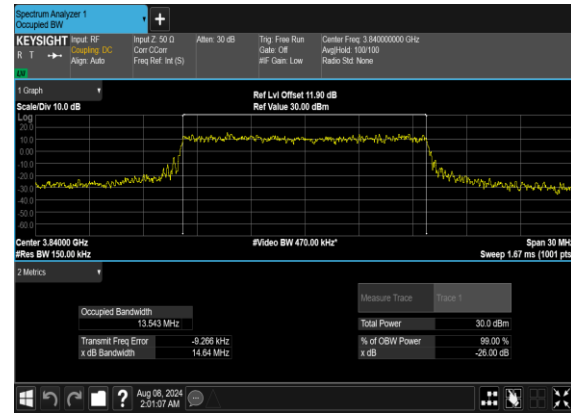 Spectrum Analyzer 1
Occupied BW
+
KEYSIGHT Input: RF Input Z: 50 Ω Atten: 30 dB Trig: Free Run Center Freq: 3.840000000 GHz
R T Coupling: DC Corr CCorr Gate: Off Avg|Hold: 100/100
Align: Auto Freq Ref: Int (S) #IF Gain: Low Radio Std: None
1 Graph
Ref Lvl Offset 11.90 dB
Scale/Div 10.0 dB Ref Value 30.00 dBm
Log
20.0
10.0
0.00
-10.0
-20.0
-30.0
-40.0
-50.0
-60.0
Center 3.84000 GHz #Video BW 470.00 kHz* Span 30 MHz
#Res BW 150.00 kHz Sweep 1.67 ms (1001 pts
2 Metrics
Measure Trace Trace 1
Occupied Bandwidth
13.543 MHz Total Power 30.0 dBm
Transmit Freq Error -9.266 kHz % of OBW Power 99.00 %
x dB Bandwidth 14.64 MHz x dB -26.00 dB
? Aug 08, 2024
2:01:07 AM